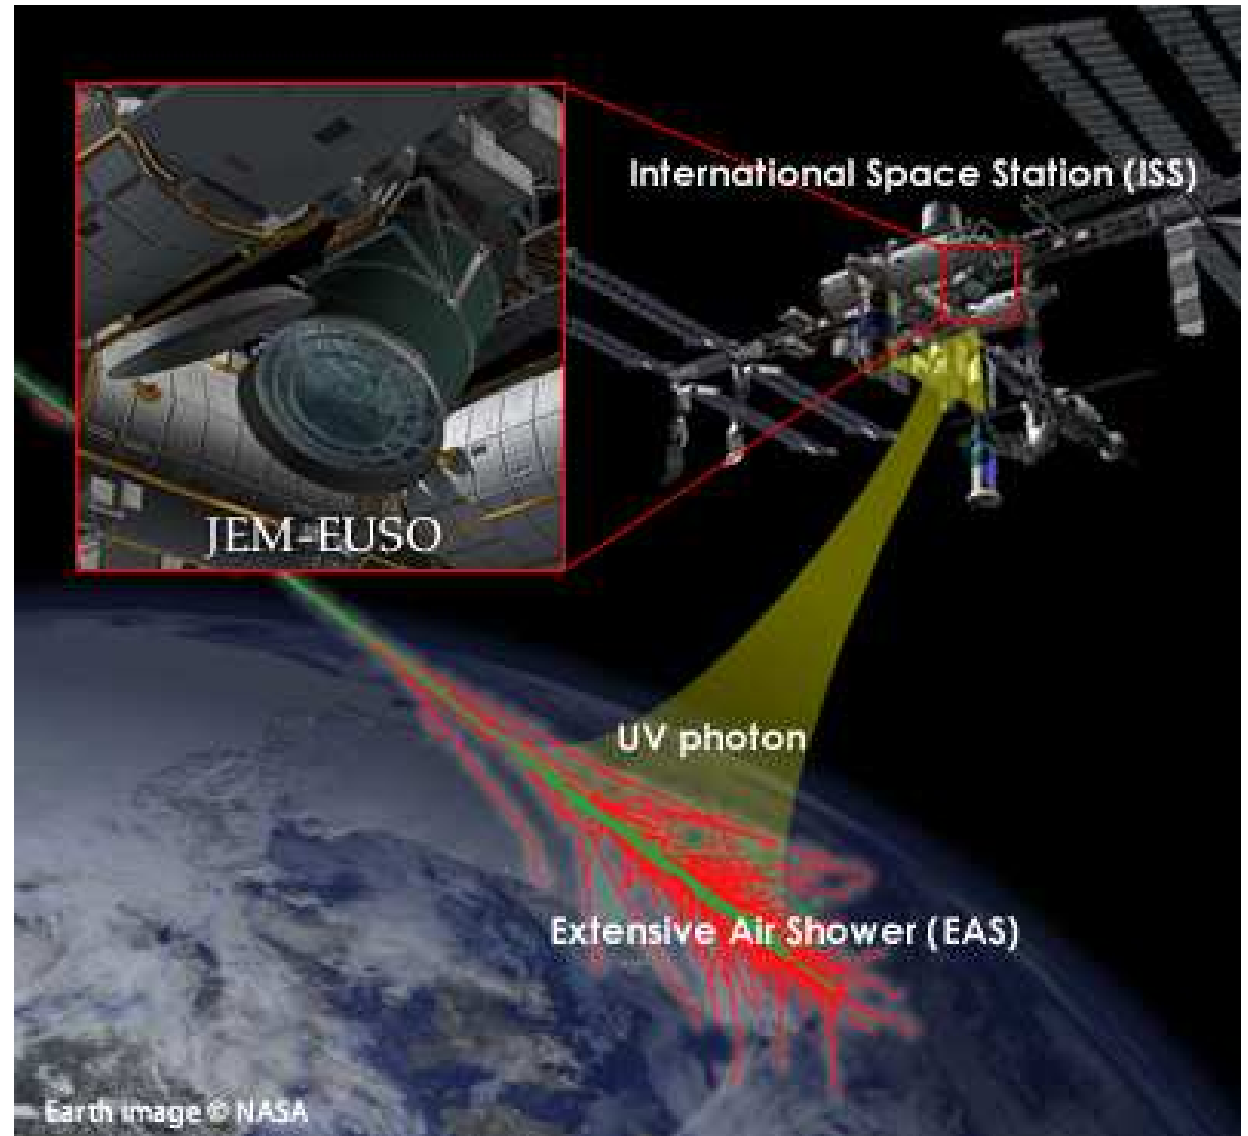 International Space Station (ISS)
JEM-EUSO
UV photon
Extensive Air Shower (EAS)
Earth image © NASA